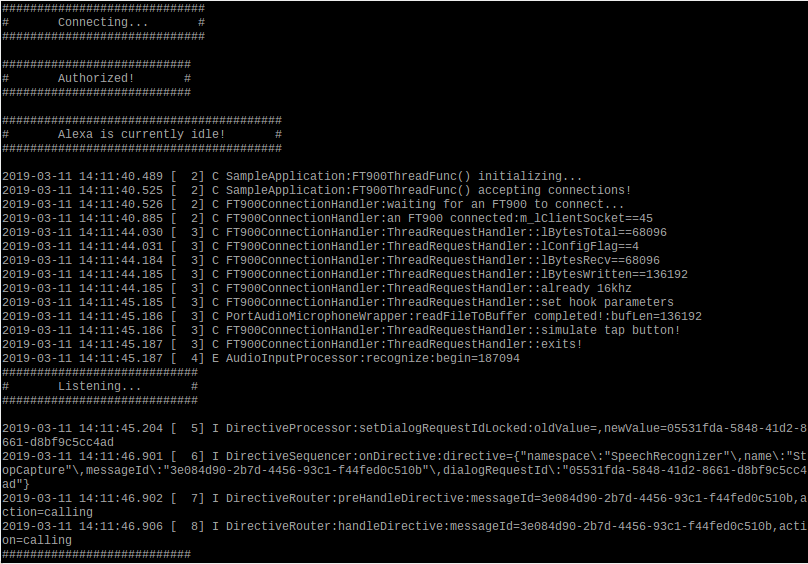 #############################
#       Connecting...       #
#############################
###########################
#       Authorized!       #
###########################
########################################
#       Alexa is currently idle!       #
########################################
2019-03-11 14:11:40.489 [  2] C SampleApplication:FT900ThreadFunc() initializing...
2019-03-11 14:11:40.525 [  2] C SampleApplication:FT900ThreadFunc() accepting connections!
2019-03-11 14:11:40.526 [  2] C FT900ConnectionHandler:waiting for an FT900 to connect...
2019-03-11 14:11:40.885 [  2] C FT900ConnectionHandler:an FT900 connected:m_lClientSocket==45
2019-03-11 14:11:44.030 [  3] C FT900ConnectionHandler:ThreadRequestHandler::lBytesTotal==68096
2019-03-11 14:11:44.031 [  3] C FT900ConnectionHandler:ThreadRequestHandler::lConfigFlag==4
2019-03-11 14:11:44.184 [  3] C FT900ConnectionHandler:ThreadRequestHandler::lBytesRecv==68096
2019-03-11 14:11:44.185 [  3] C FT900ConnectionHandler:ThreadRequestHandler::lBytesWritten==136192
2019-03-11 14:11:44.185 [  3] C FT900ConnectionHandler:ThreadRequestHandler::already 16khz
2019-03-11 14:11:45.185 [  3] C FT900ConnectionHandler:ThreadRequestHandler::set hook parameters
2019-03-11 14:11:45.186 [  3] C PortAudioMicrophoneWrapper:readFileToBuffer completed!:bufLen=136192
2019-03-11 14:11:45.186 [  3] C FT900ConnectionHandler:ThreadRequestHandler::simulate tap button!
2019-03-11 14:11:45.187 [  3] C FT900ConnectionHandler:ThreadRequestHandler::exits!
2019-03-11 14:11:45.187 [  4] E AudioInputProcessor:recognize:begin=187094
############################
#       Listening...       #
############################
2019-03-11 14:11:45.204 [  5] I DirectiveProcessor:setDialogRequestIdLocked:oldValue=,newValue=05531fda-5848-41d2-8
661-d8bf9c5cc4ad
2019-03-11 14:11:46.901 [  6] I DirectiveSequencer:onDirective:directive={"namespace\":"SpeechRecognizer"\,name\:"St
opCapture"\,messageId\:"3e084d90-2b7d-4456-93c1-f44fed0c510b"\,dialogRequestId\:"05531fda-5848-41d2-8661-d8bf9c5cc4
ad"}
2019-03-11 14:11:46.902 [  7] I DirectiveRouter:preHandleDirective:messageId=3e084d90-2b7d-4456-93c1-f44fed0c510b,a
ction=calling
2019-03-11 14:11:46.906 [  8] I DirectiveRouter:handleDirective:messageId=3e084d90-2b7d-4456-93c1-f44fed0c510b,acti
on=calling
###########################